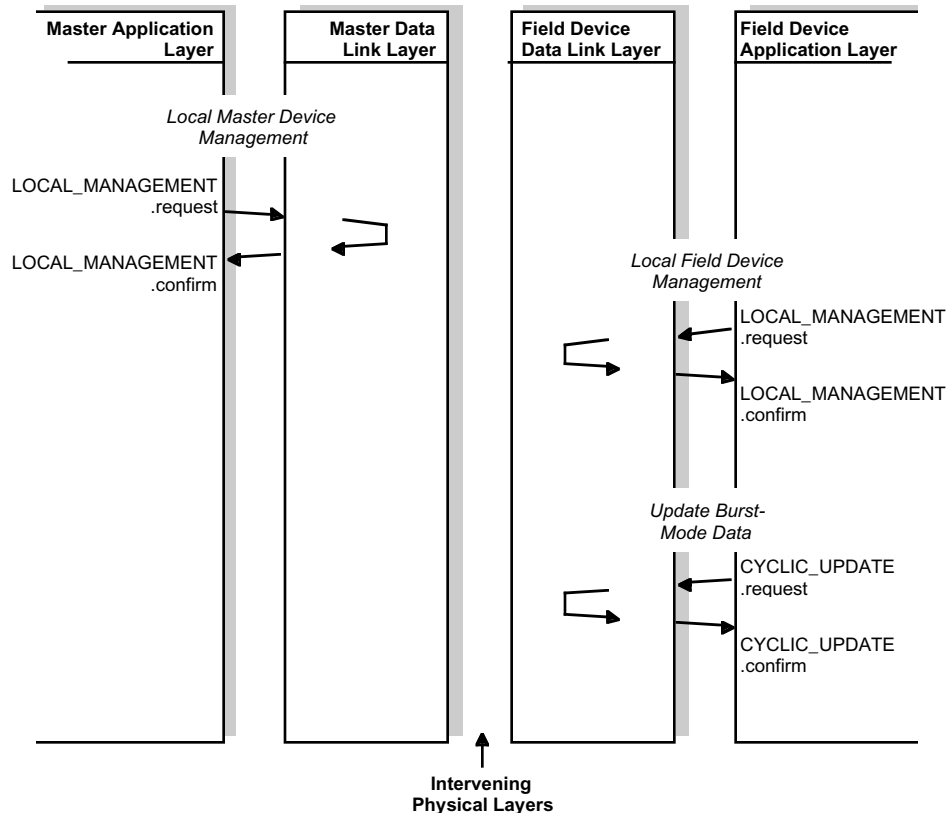 Master Application
Layer
Master Data
Link Layer
Field Device
Data Link Layer
Field Device
Application Layer
Local Master Device
Management
LOCAL_MANAGEMENT
.request
LOCAL_MANAGEMENT
.confirm
Local Field Device
Management
LOCAL_MANAGEMENT
.request
LOCAL_MANAGEMENT
.confirm
Update Burst-
Mode Data
CYCLIC_UPDATE
.request
CYCLIC_UPDATE
.confirm
Intervening
Physical Layers